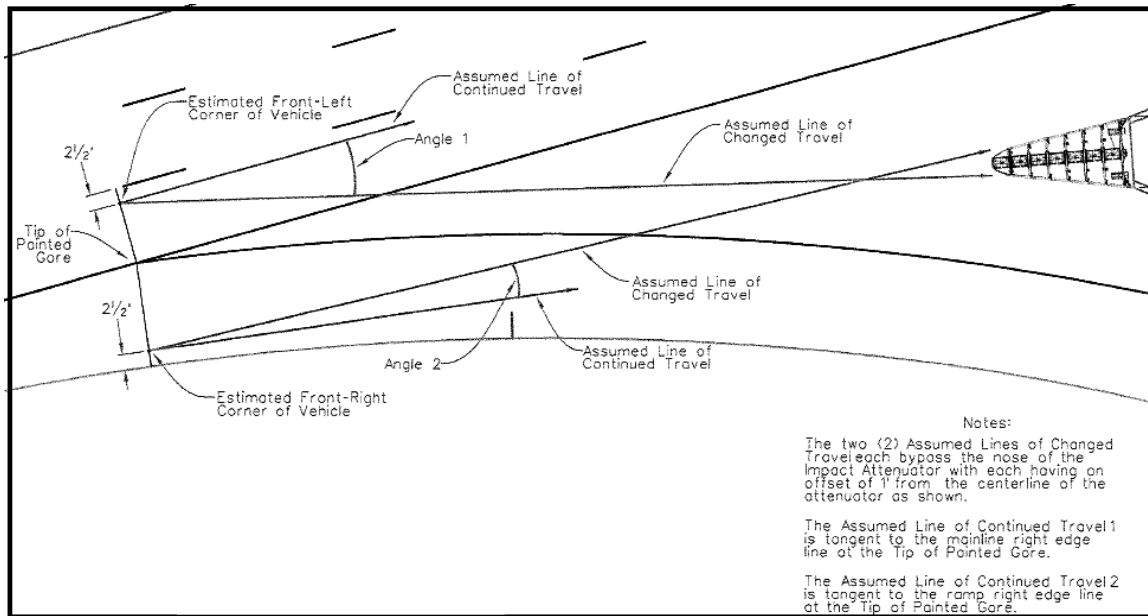 Estimated Front-Left
Corner of Vehicle
Assumed Line of
Continued Travel
Angle 1
Assumed Line of
Changed Travel
2½'
Tip of
Painted
Gore
2½'
Assumed Line of
Changed Travel
Angle 2
Assumed Line of
Continued Travel
Estimated Front-Right
Corner of Vehicle
Notes:
The two (2) Assumed Lines of Changed
Travel each bypass the nose of the
Impact Attenuator with each having an
offset of 1' from the centerline of the
attenuator as shown.
The Assumed Line of Continued Travel 1
is tangent to the mainline right edge
line at the Tip of Painted Gore.
The Assumed Line of Continued Travel 2
is tangent to the ramp right edge line
at the Tip of Painted Gore.